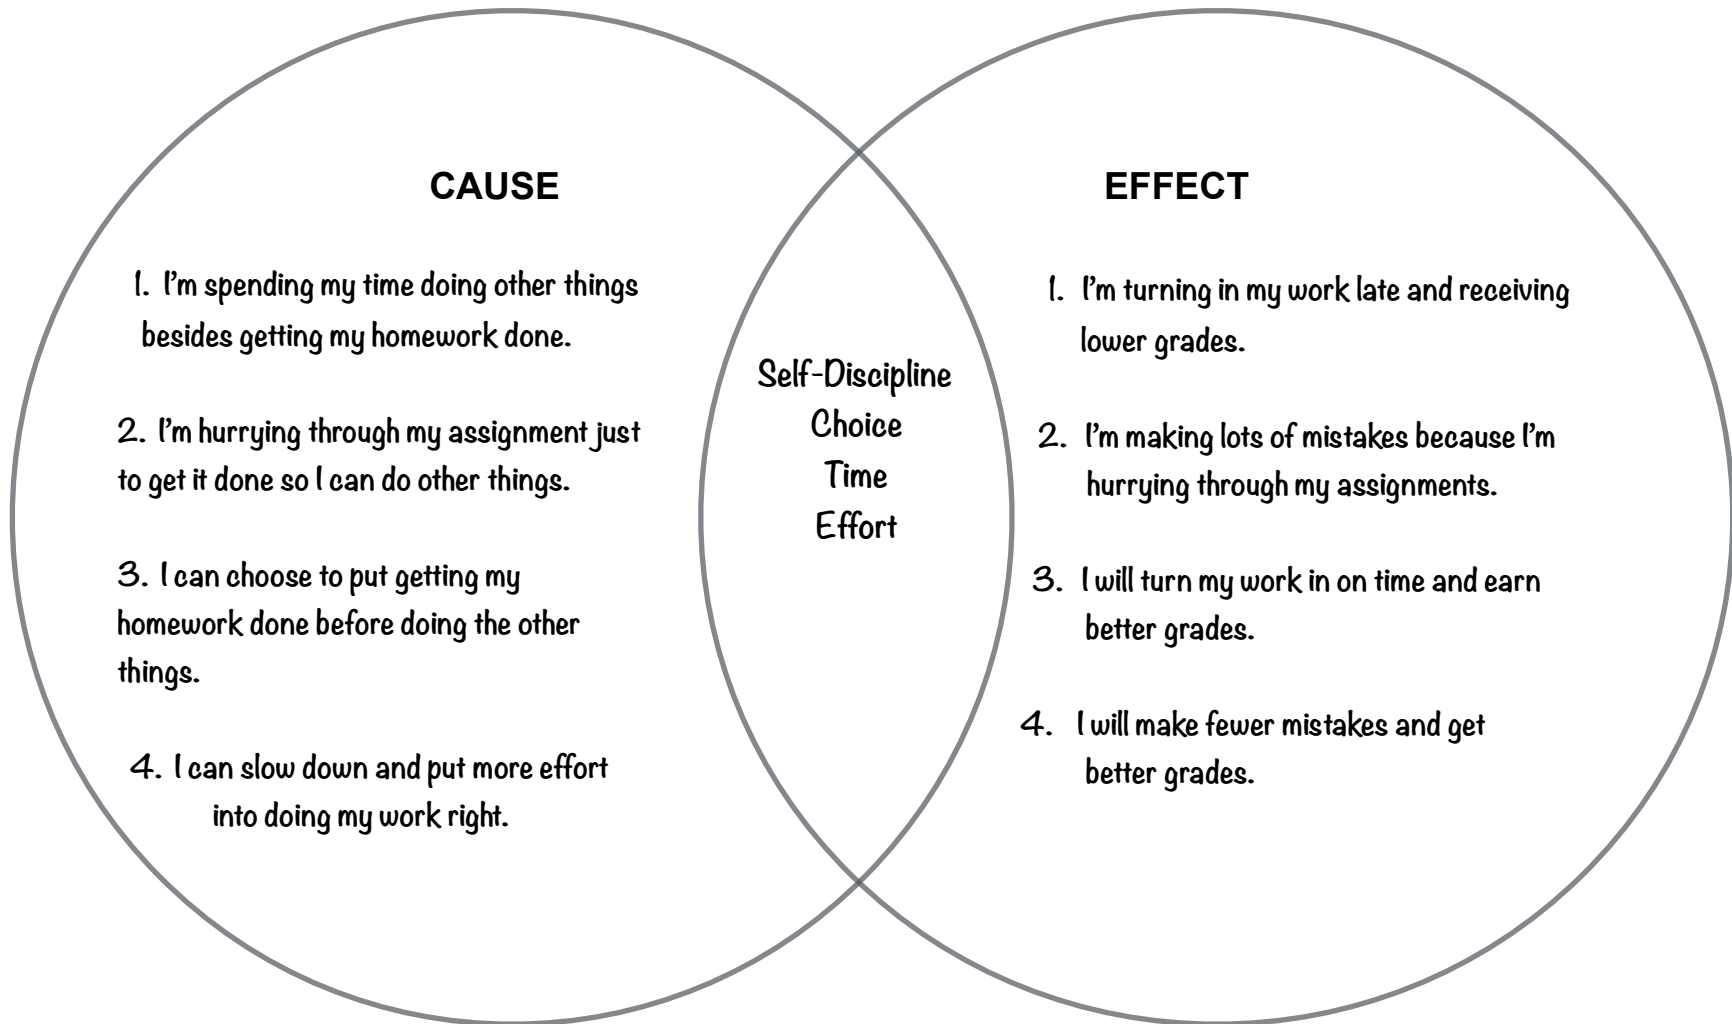 CAUSE
1. I'm spending my time doing other things
besides getting my homework done.
2. I'm hurrying through my assignment just
to get it done so I can do other things.
3. I can choose to put getting my
homework done before doing the other
things.
4. I can slow down and put more effort
into doing my work right.
Self-Discipline
Choice
Time
Effort
EFFECT
1. I'm turning in my work late and receiving
lower grades.
2. I'm making lots of mistakes because I'm
hurrying through my assignments.
3. I will turn my work in on time and earn
better grades.
4. I will make fewer mistakes and get
better grades.